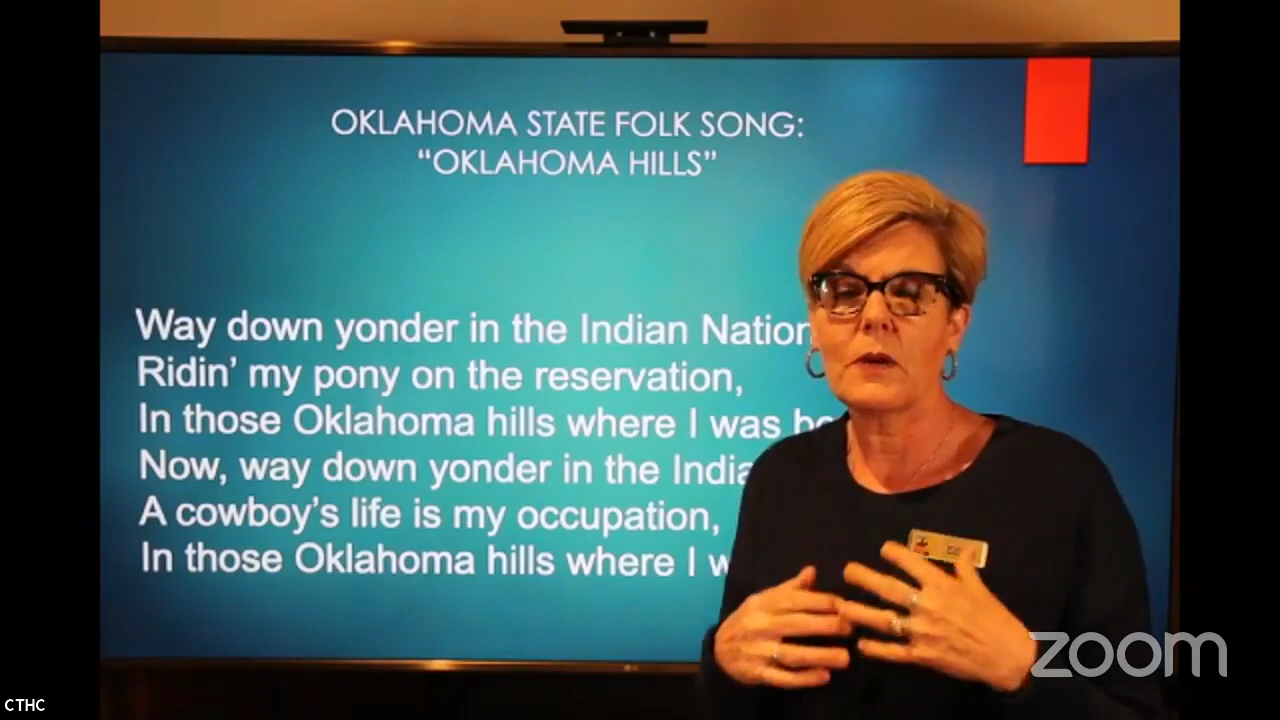 OKLAHOMA STATE FOLK SONG:
“OKLAHOMA HILLS”
Way down yonder in the Indian Nation
Ridin’ my pony on the reservation,
In those Oklahoma hills where I was
Now, way down yonder in the
A cowboy’s life is my occupation,
In those Oklahoma hills where I
zoom
CTHC